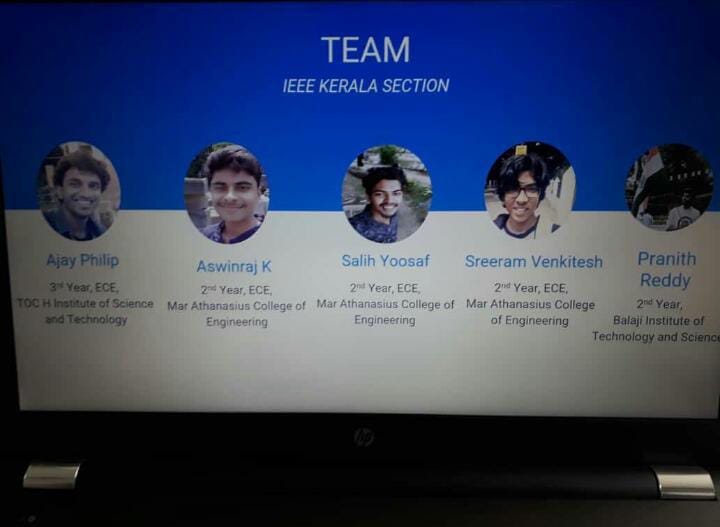 TEAM
IEEE KERALA SECTION
Ajay Philip
3rd Year, ECE,
TOC H Institute of Science
and Technology
Aswinraj K
2nd Year, ECE,
Mar Athanasius College of
Engineering
Salih Yoosaf
2nd Year, ECE,
Mar Athanasius College of
Engineering
Sreeram Venkitesh
2nd Year, ECE,
Mar Athanasius College
of Engineering
Pranith
Reddy
2nd Year,
Balaji Institute of
Technology and Science
hp